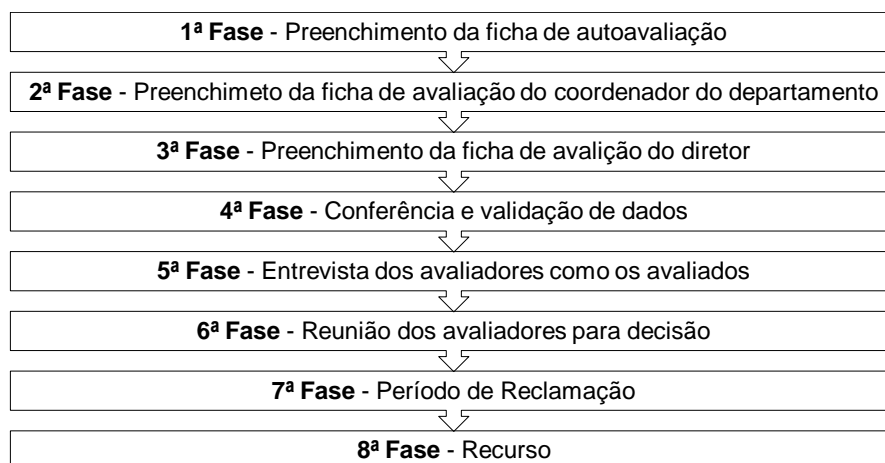 1ª Fase - Preenchimento da ficha de autoavaliação
2ª Fase - Preenchimeto da ficha de avaliação do coordenador do departamento
3ª Fase - Preenchimento da ficha de avalição do diretor
4ª Fase - Conferência e validação de dados
5ª Fase - Entrevista dos avaliadores como os avaliados
6ª Fase - Reunião dos avaliadores para decisão
7ª Fase - Período de Reclamação
8ª Fase - Recurso